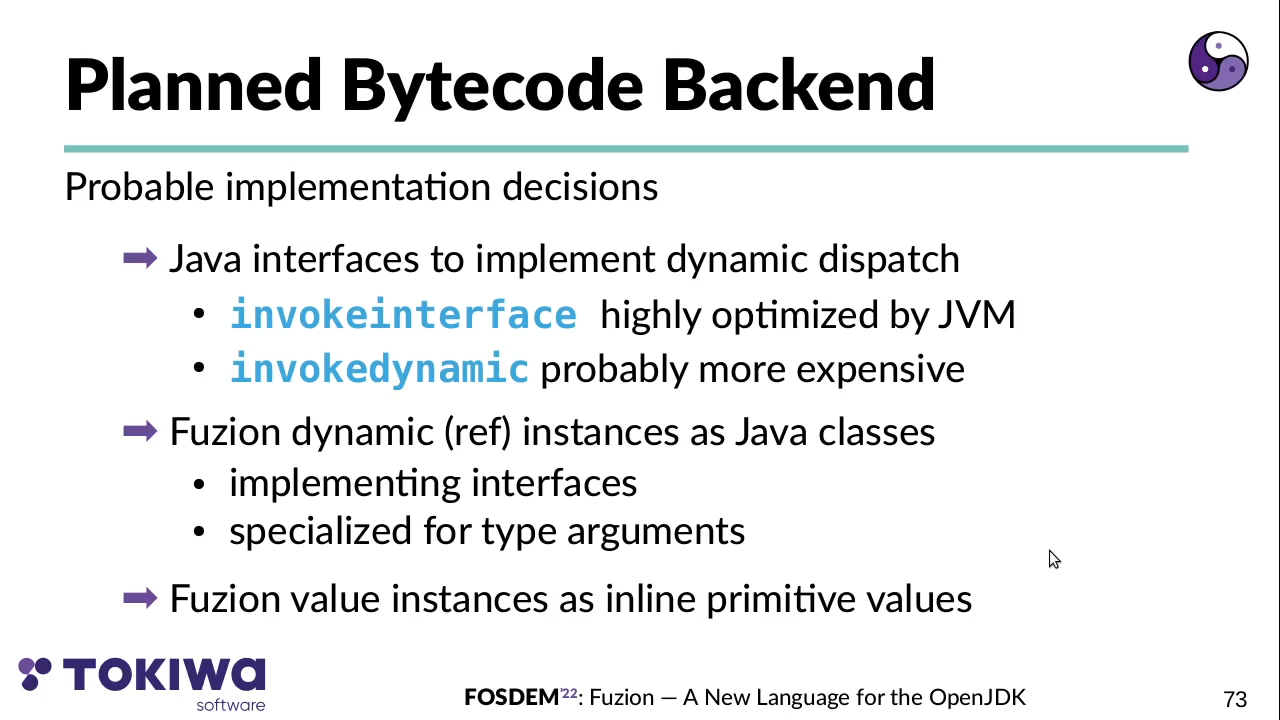 Planned Bytecode Backend
Probable implementation decisions
➡ Java interfaces to implement dynamic dispatch
• invokeinterface highly optimized by JVM
• invokedynamic probably more expensive
➡ Fuzion dynamic (ref) instances as Java classes
• implementing interfaces
• specialized for type arguments
➡ Fuzion value instances as inline primitive values
TOKIWA
software
FOSDEM'22: Fuzion — A New Language for the OpenJDK
73